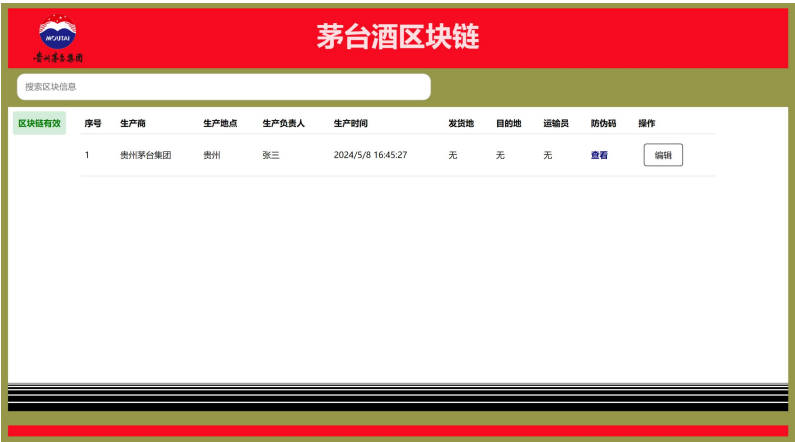 茅台酒区块链
MOUTAI
贵州茅台集团
搜索区块信息
区块链有效 序号 生产商 生产地点 生产负责人 生产时间 发货地 目的地 运输员 防伪码 操作
1 贵州茅台集团 贵州 张三 2024/5/8 16:45:27 无 无 无 查看 编辑